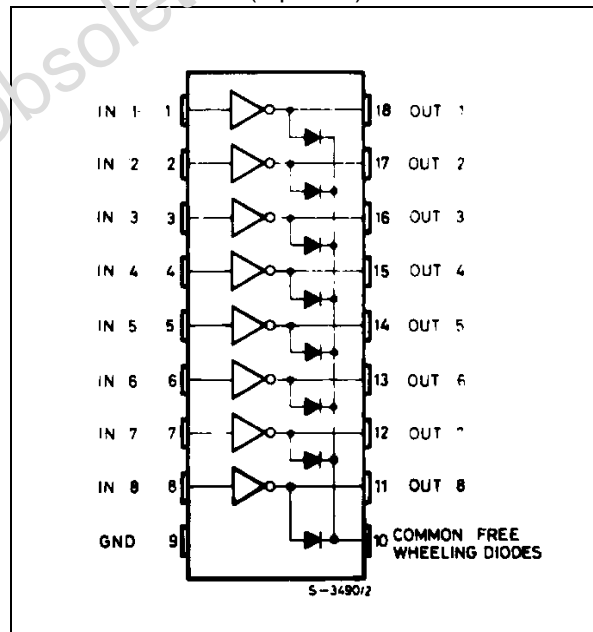 IN 1 1 18 OUT 1
IN 2 2 17 OUT 2
IN 3 3 16 OUT 3
IN 4 4 15 OUT 4
IN 5 5 14 OUT 5
IN 6 6 13 OUT 6
IN 7 7 12 OUT
IN 8 8 11 OUT 8
GND 9 10 COMMON FREE
WHEELING DIODES
S-3490/2